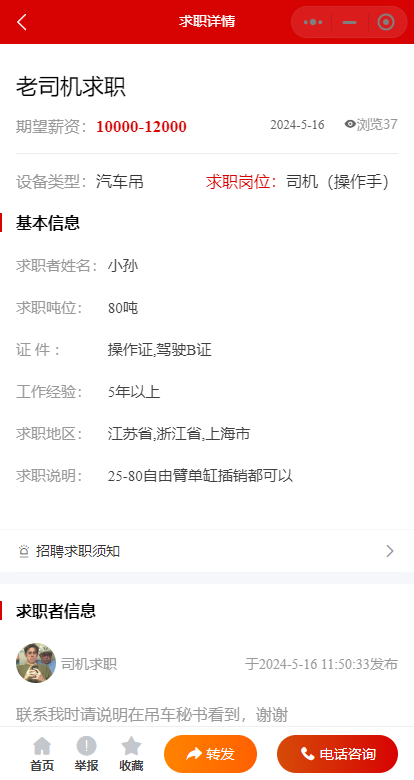 求职详情
老司机求职
期望薪资：10000-12000 2024-5-16 浏览37
设备类型：汽车吊 求职岗位：司机（操作手）
基本信息
求职者姓名：小孙
求职吨位： 80吨
证 件 ： 操作证,驾驶B证
工作经验： 5年以上
求职地区： 江苏省,浙江省,上海市
求职说明： 25-80自由臂单缸插销都可以
招聘求职须知
求职者信息
司机求职 于2024-5-16 11:50:33发布
联系我时请说明在吊车秘书看到，谢谢
首页 举报 收藏 转发 电话咨询